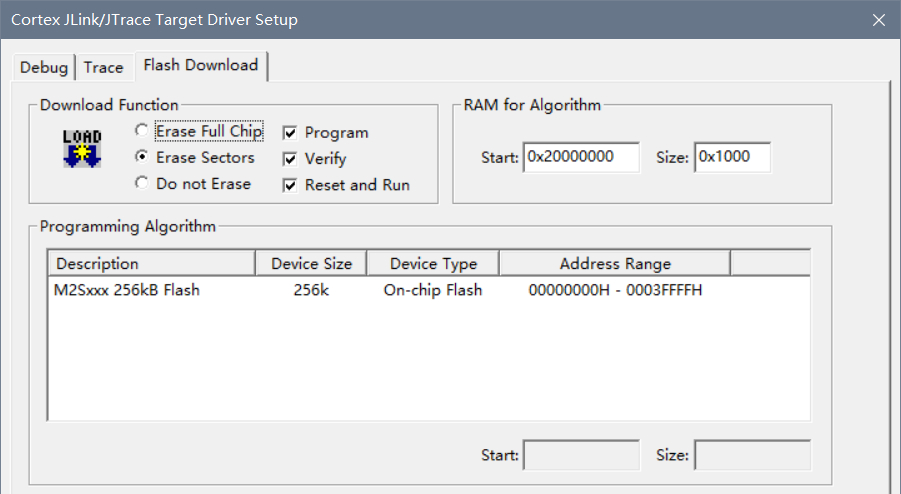 Cortex JLink/JTrace Target Driver Setup
Debug Trace Flash Download
Download Function
LOAD
Erase Full Chip
Erase Sectors
Do not Erase
Program
Verify
Reset and Run
RAM for Algorithm
Start: 0x20000000 Size: 0x1000
Programming Algorithm
Description Device Size Device Type Address Range
M2Sxxx 256kB Flash 256k On-chip Flash 00000000H - 0003FFFFH
Start: Size: